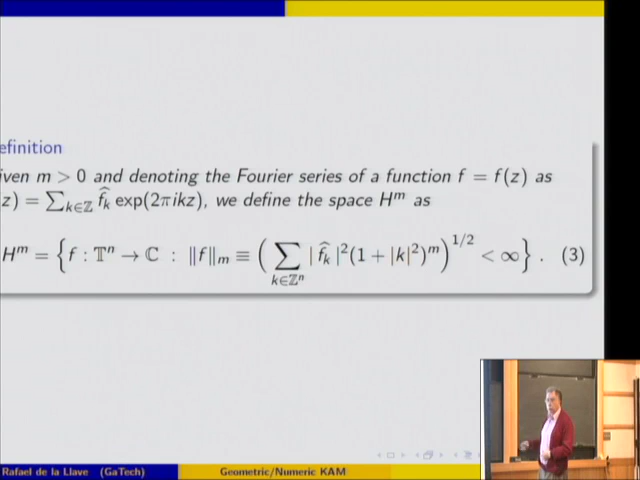 efinition
iven m > 0 and denoting the Fourier series of a function f = f(z) as
z) = ∑_{k∈ℤ} f̂_k exp(2πikz), we define the space H^m as
H^m = { f : 𝕋^n → ℂ : ‖f‖_m ≡ ( ∑_{k∈ℤ^n} | f̂_k |^2 (1 + |k|^2)^m )^{1/2} < ∞ } . (3)
Rafael de la Llave (GaTech) Geometric/Numeric KAM